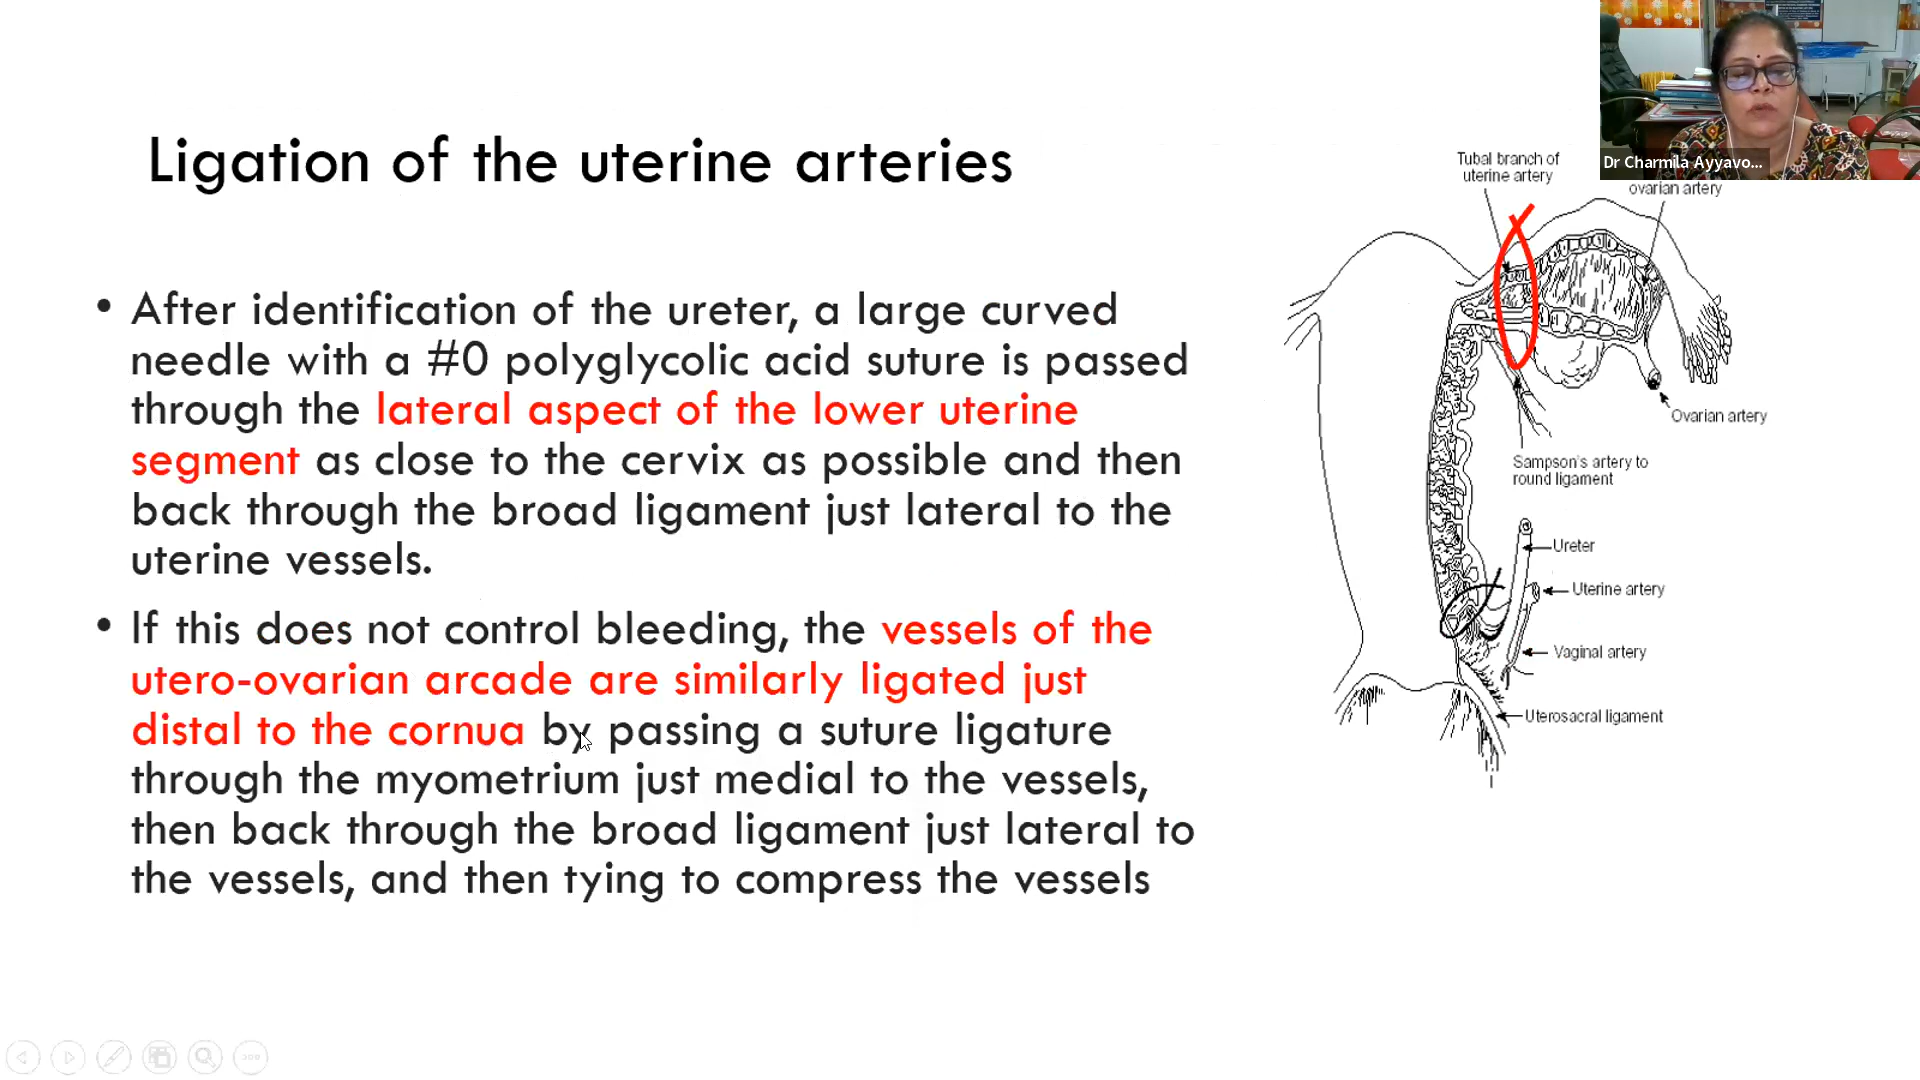 Ligation of the uterine arteries
• After identification of the ureter, a large curved
needle with a #0 polyglycolic acid suture is passed
through the lateral aspect of the lower uterine
segment as close to the cervix as possible and then
back through the broad ligament just lateral to the
uterine vessels.
• If this does not control bleeding, the vessels of the
utero-ovarian arcade are similarly ligated just
distal to the cornua by passing a suture ligature
through the myometrium just medial to the vessels,
then back through the broad ligament just lateral to
the vessels, and then tying to compress the vessels
Tubal branch of
uterine artery
ovarian artery
Ovarian artery
Sampson's artery to
round ligament
Ureter
Uterine artery
Vaginal artery
Uterosacral ligament
Dr Charmila Ayyavo...